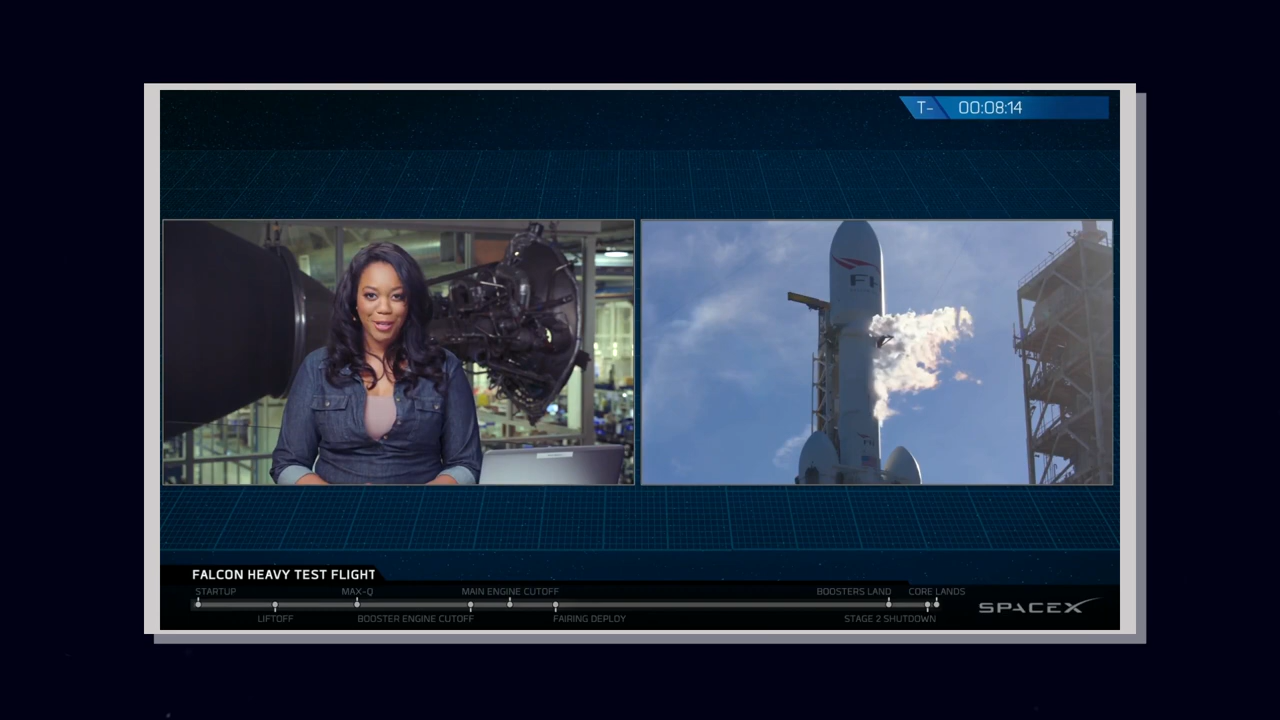 T- 00:08:14
FH
FALCON HEAVY TEST FLIGHT
STARTUP MAX-Q MAIN ENGINE CUTOFF BOOSTERS LAND CORE LANDS
LIFTOFF BOOSTER ENGINE CUTOFF FAIRING DEPLOY STAGE 2 SHUTDOWN
SPACEX